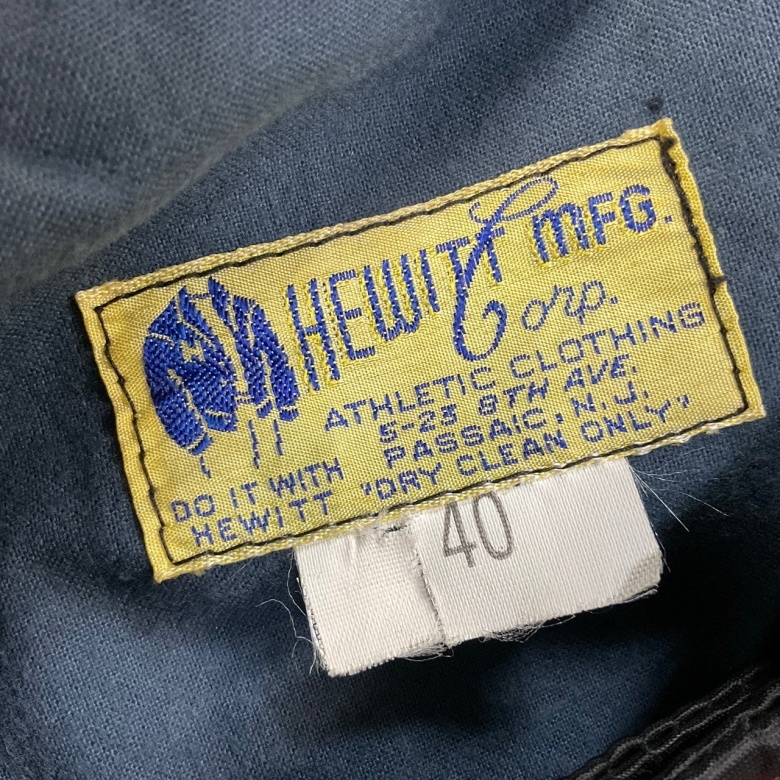 HEWITT MFG.
Corp.
ATHLETIC CLOTHING
5-23 8TH AVE.
PASSAIC, N. J.
DO IT WITH
HEWITT
"DRY CLEAN ONLY"
40